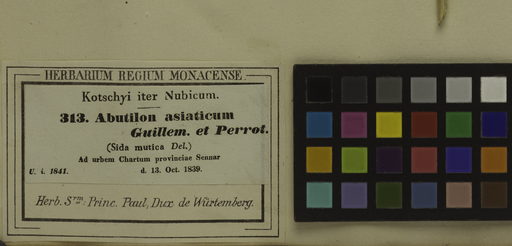 HERBARIUM REGIUM MONACENSE
Kotschyi iter Nubicum.
313. Abutilon asiaticum
Guillem. et Perrot.
(Sida mutica Del.)
Ad urbem Chartum provinciae Sennar
U. i. 1841. d. 13. Oct. 1839.
Herb. Srm. Princ. Paul, Dux de Würtemberg.